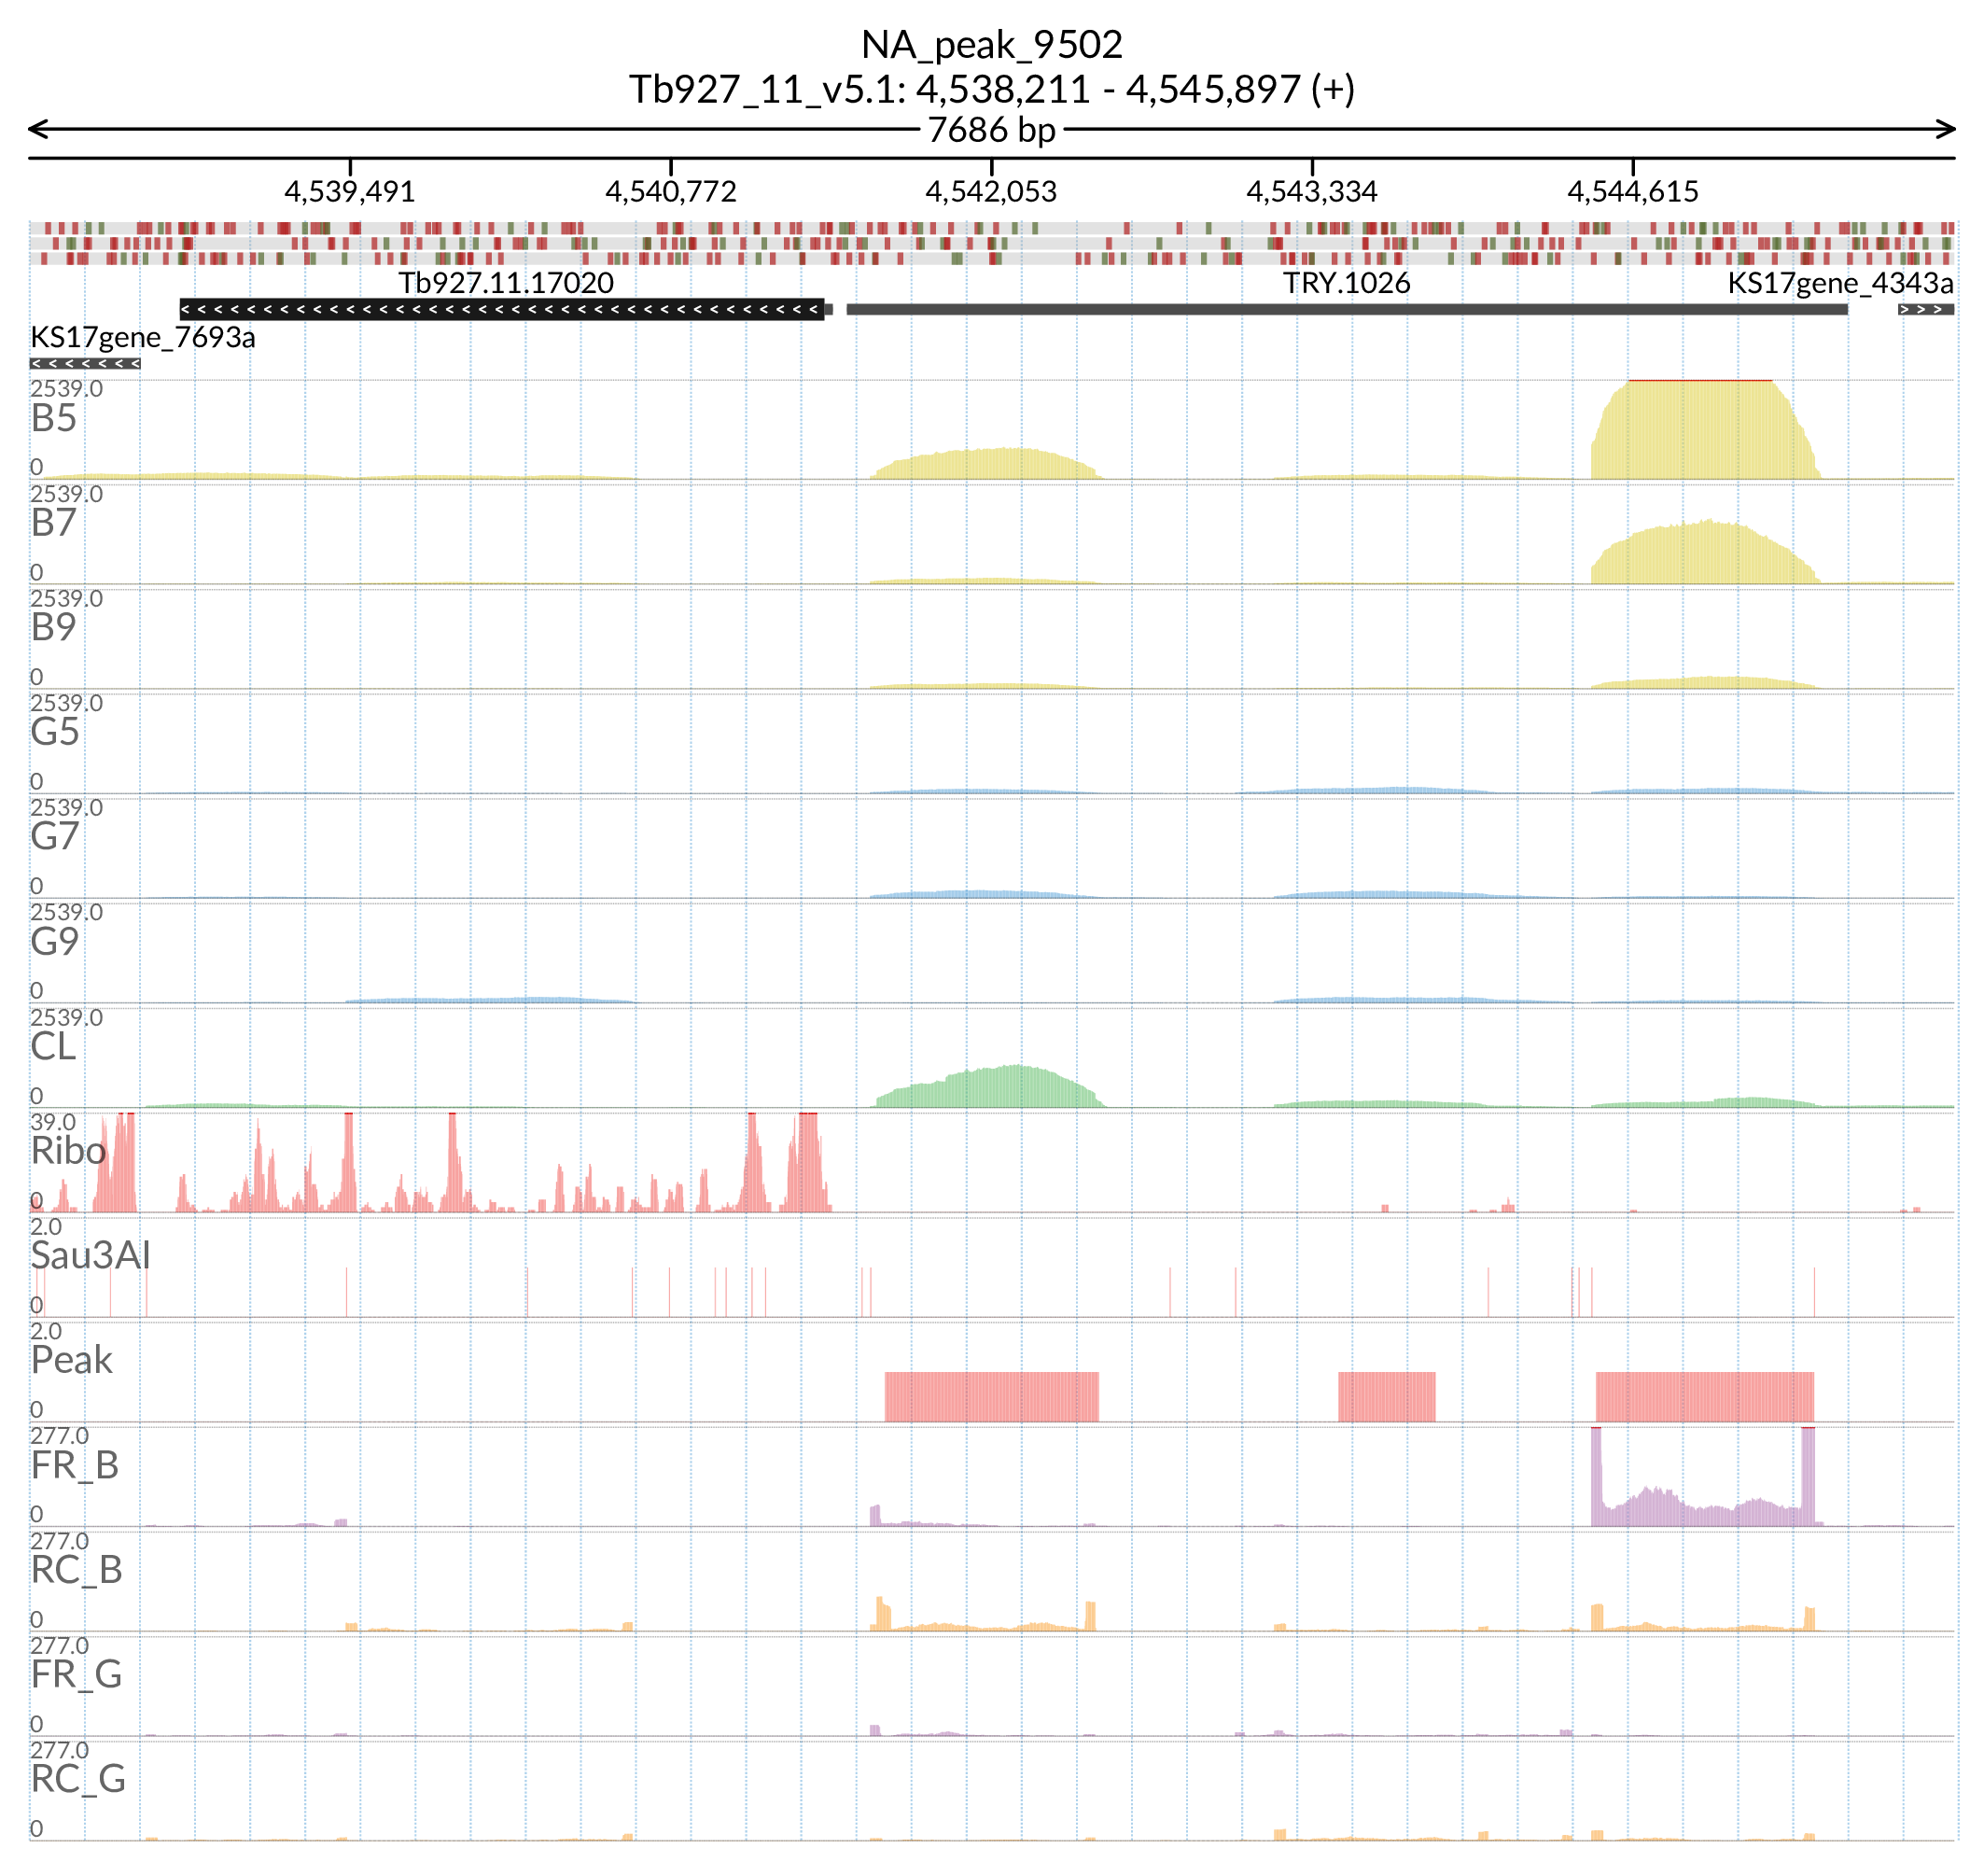 NA_peak_9502
Tb927_11_v5.1: 4,538,211 - 4,545,897 (+)
7686 bp
4,539,491 4,540,772 4,542,053 4,543,334 4,544,615
Tb927.11.17020 TRY.1026 KS17gene_4343a
KS17gene_7693a
2539.0
B5
0
2539.0
B7
0
2539.0
B9
0
2539.0
G5
0
2539.0
G7
0
2539.0
G9
0
2539.0
CL
0
39.0
Ribo
0
2.0
Sau3AI
0
2.0
Peak
0
277.0
FR_B
0
277.0
RC_B
0
277.0
FR_G
0
277.0
RC_G
0